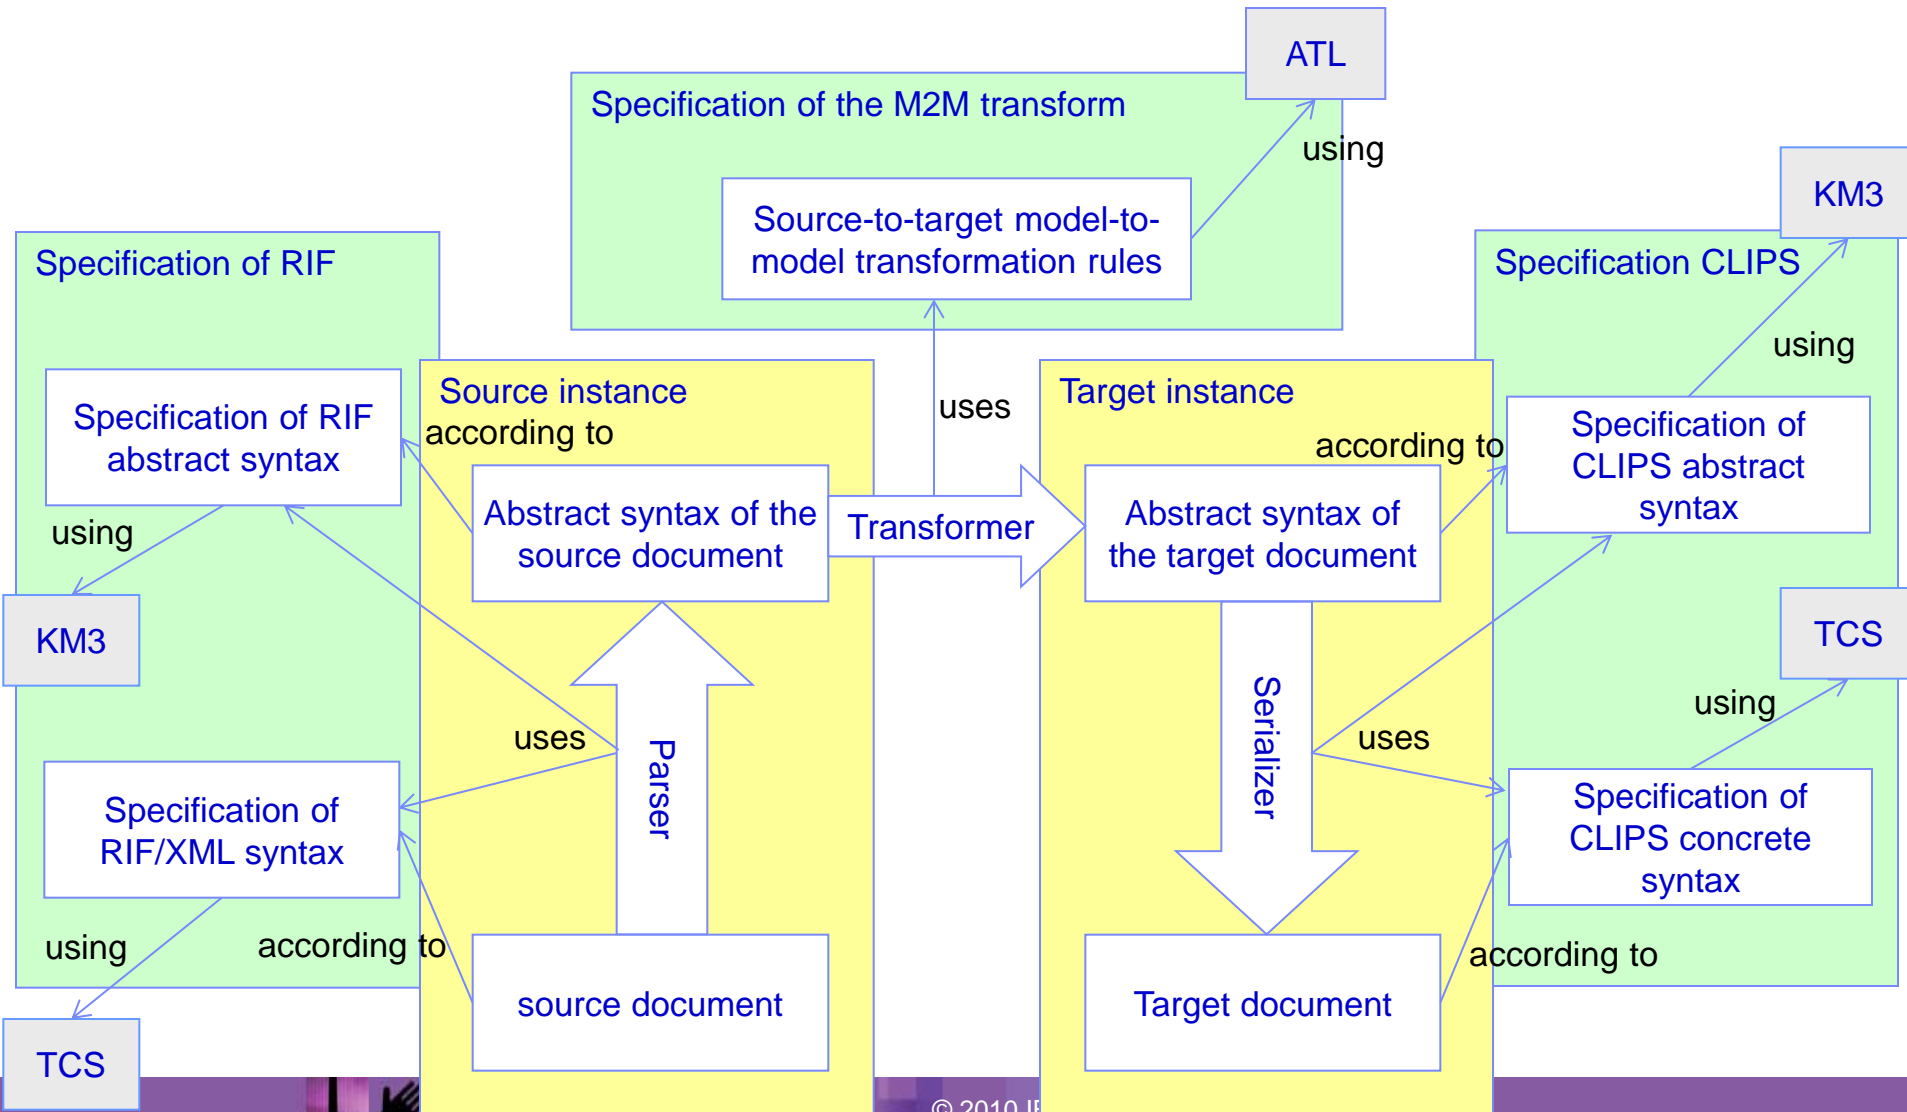 ATL
Specification of the M2M transform
using
KM3
Source-to-target model-to-
model transformation rules
Specification of RIF
Specification CLIPS
using
Source instance
Target instance
uses
according to
according to
Specification of RIF
abstract syntax
Specification of
CLIPS abstract
syntax
Abstract syntax of the
source document
Transformer
Abstract syntax of
the target document
using
KM3
TCS
using
uses
Parser
Serializer
uses
Specification of
RIF/XML syntax
Specification of
CLIPS concrete
syntax
using
according to
according to
source document
Target document
TCS
© 2010